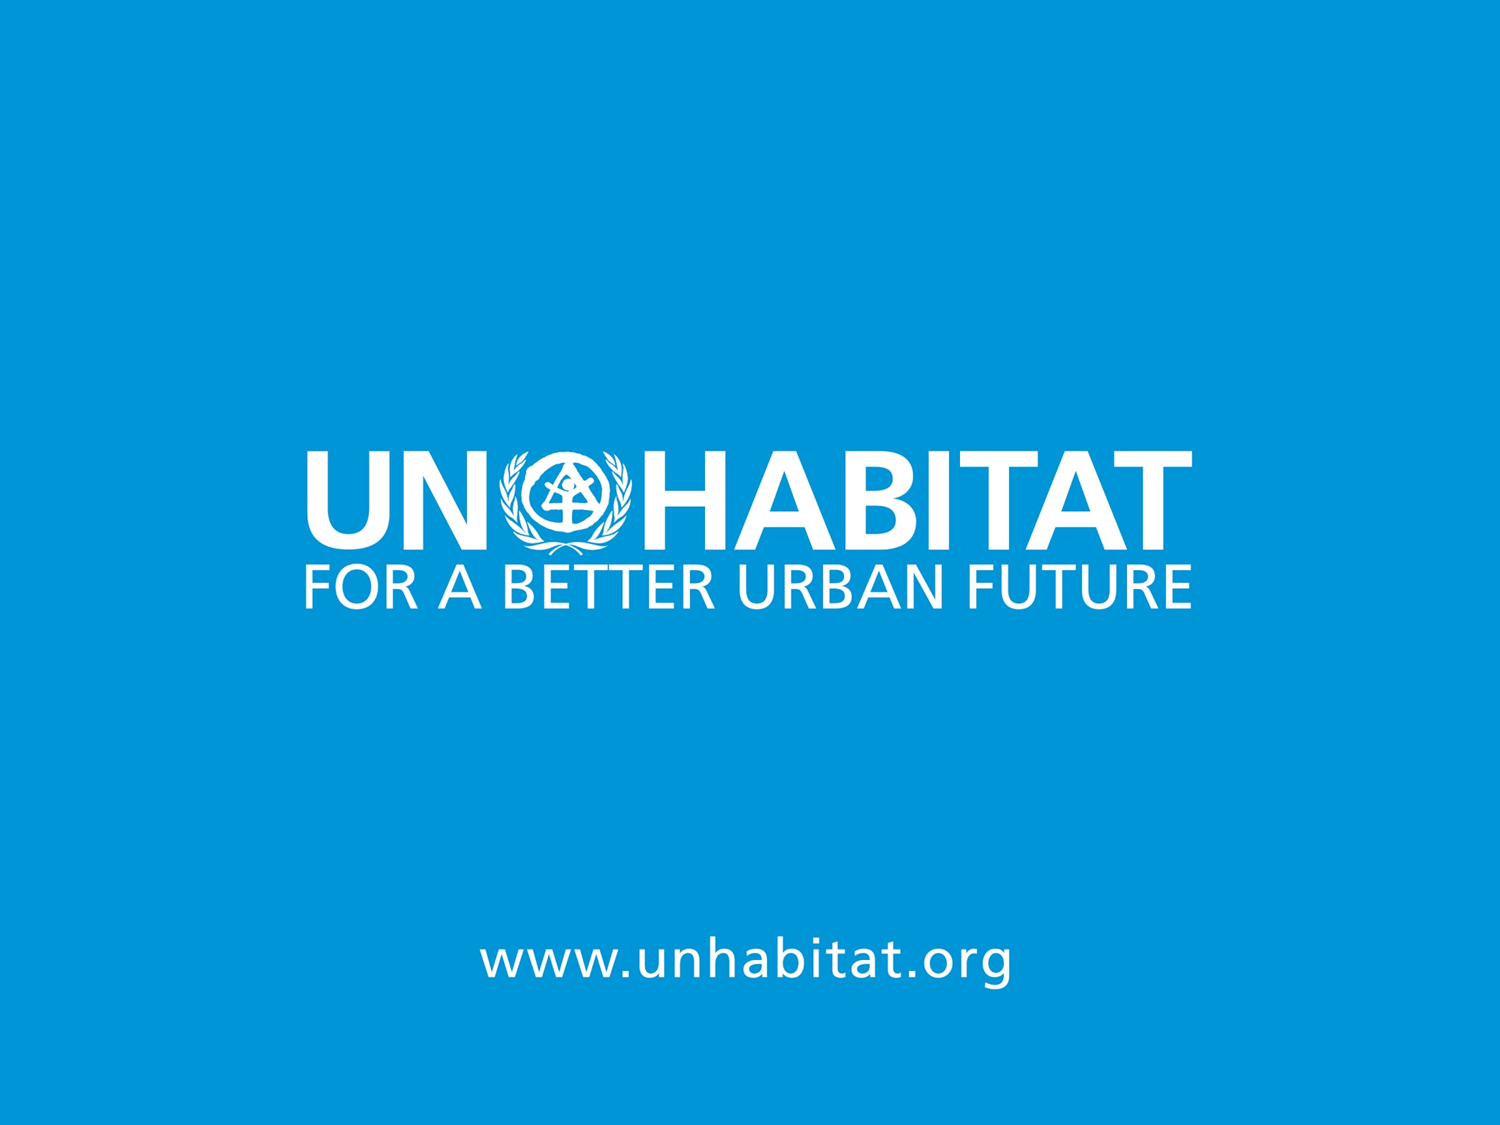 UN HABITAT
FOR A BETTER URBAN FUTURE
www.unhabitat.org